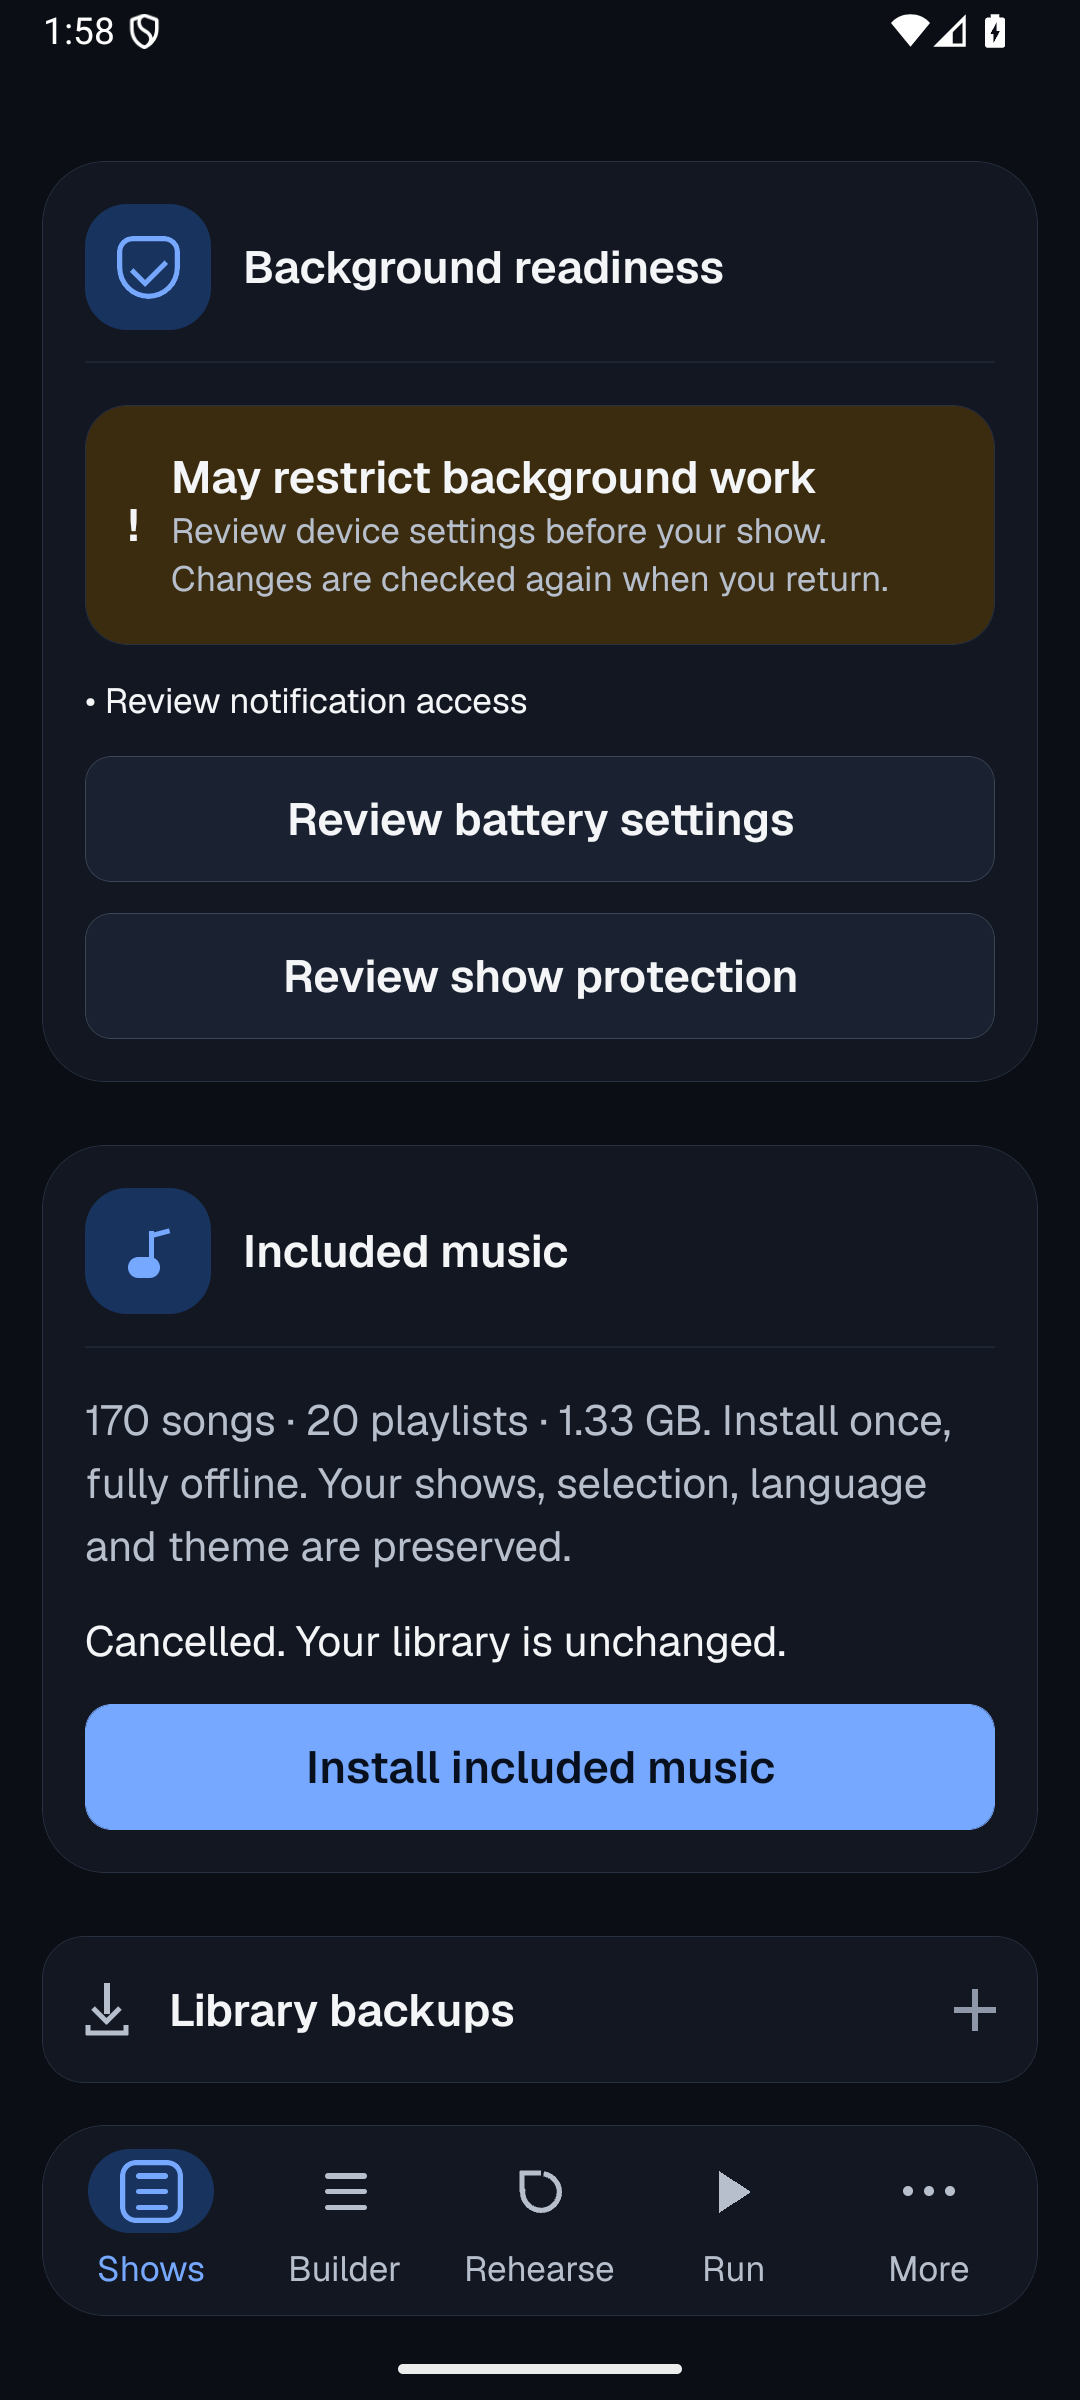 1:58
Background readiness
May restrict background work
!
Review device settings before your show.
Changes are checked again when you return.
• Review notification access
Review battery settings
Review show protection
Included music
170 songs · 20 playlists · 1.33 GB. Install once,
fully offline. Your shows, selection, language
and theme are preserved.
Cancelled. Your library is unchanged.
Install included music
Library backups
Shows
Builder
Rehearse
Run
More